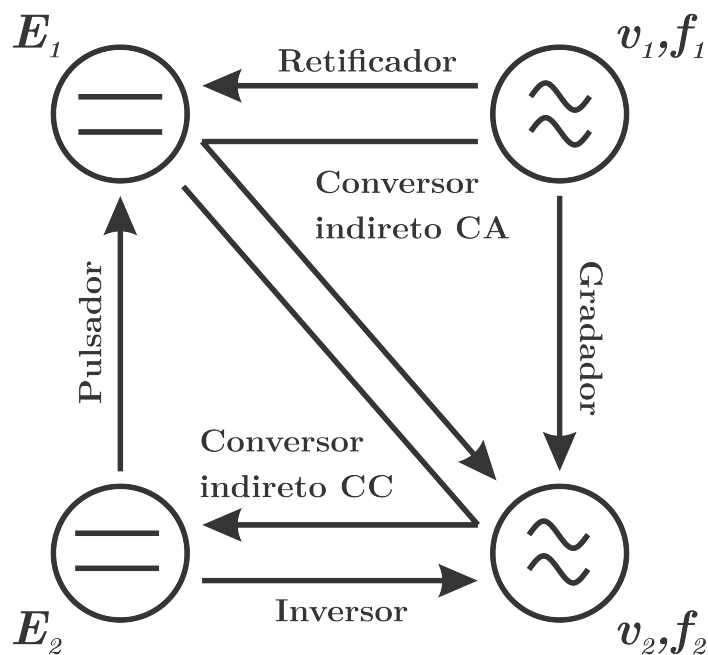 E₁
v₁,f₁
Retificador
Conversor
indireto CA
Pulsador
Gradador
Conversor
indireto CC
Inversor
E₂
v₂,f₂